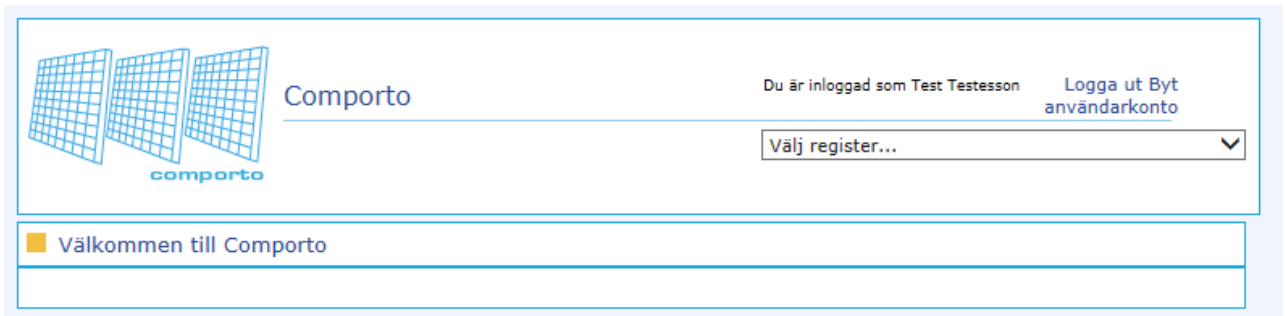 comporto
Comporto
Du är inloggad som Test Testesson
Logga ut Byt
användarkonto
Välj register...
Välkommen till Comporto